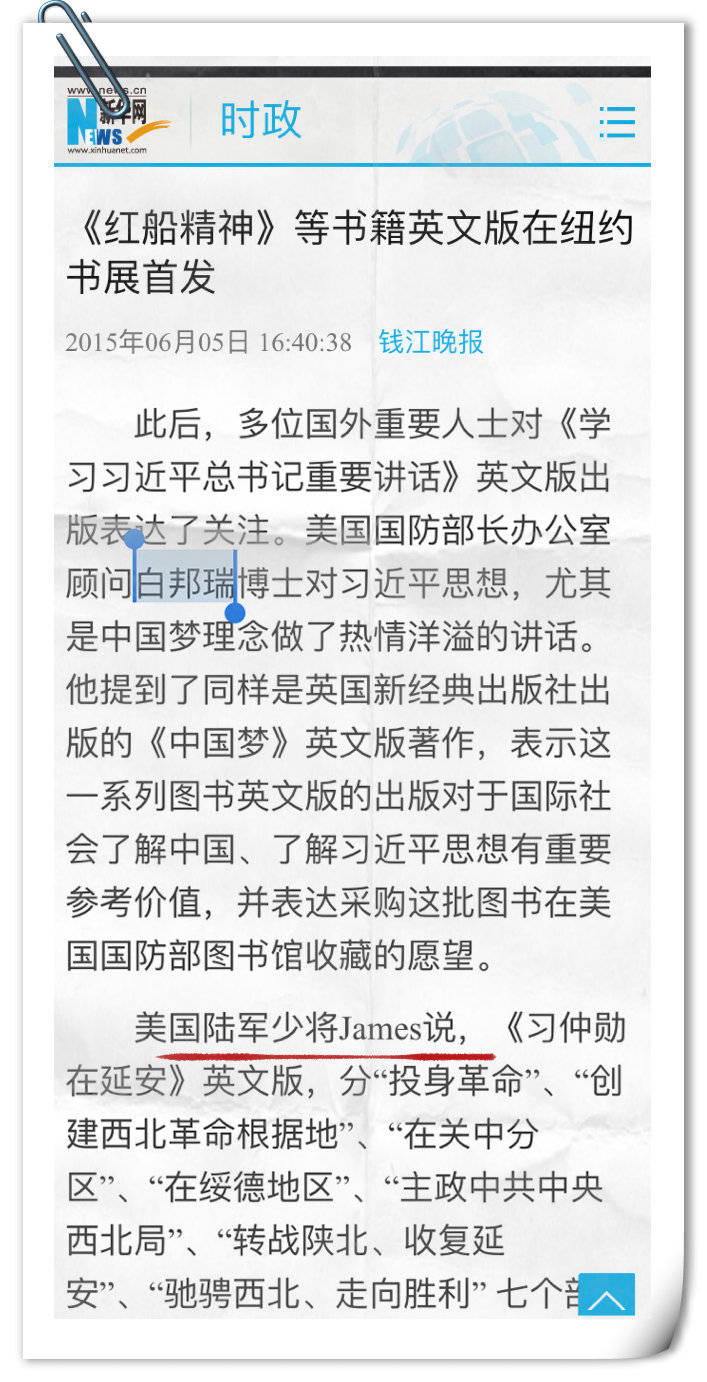 www.news.cn
新华网
NEWS
www.xinhuanet.com
时政
《红船精神》等书籍英文版在纽约
书展首发
2015年06月05日 16:40:38 钱江晚报
此后，多位国外重要人士对《学
习习近平总书记重要讲话》英文版出
版表达了关注。美国国防部长办公室
顾问白邦瑞博士对习近平思想，尤其
是中国梦理念做了热情洋溢的讲话。
他提到了同样是英国新经典出版社出
版的《中国梦》英文版著作，表示这
一系列图书英文版的出版对于国际社
会了解中国、了解习近平思想有重要
参考价值，并表达采购这批图书在美
国国防部图书馆收藏的愿望。
美国陆军少将James说，《习仲勋
在延安》英文版，分“投身革命”、“创
建西北革命根据地”、“在关中分
区”、“在绥德地区”、“主政中共中央
西北局”、“转战陕北、收复延
安”、“驰骋西北、走向胜利” 七个部